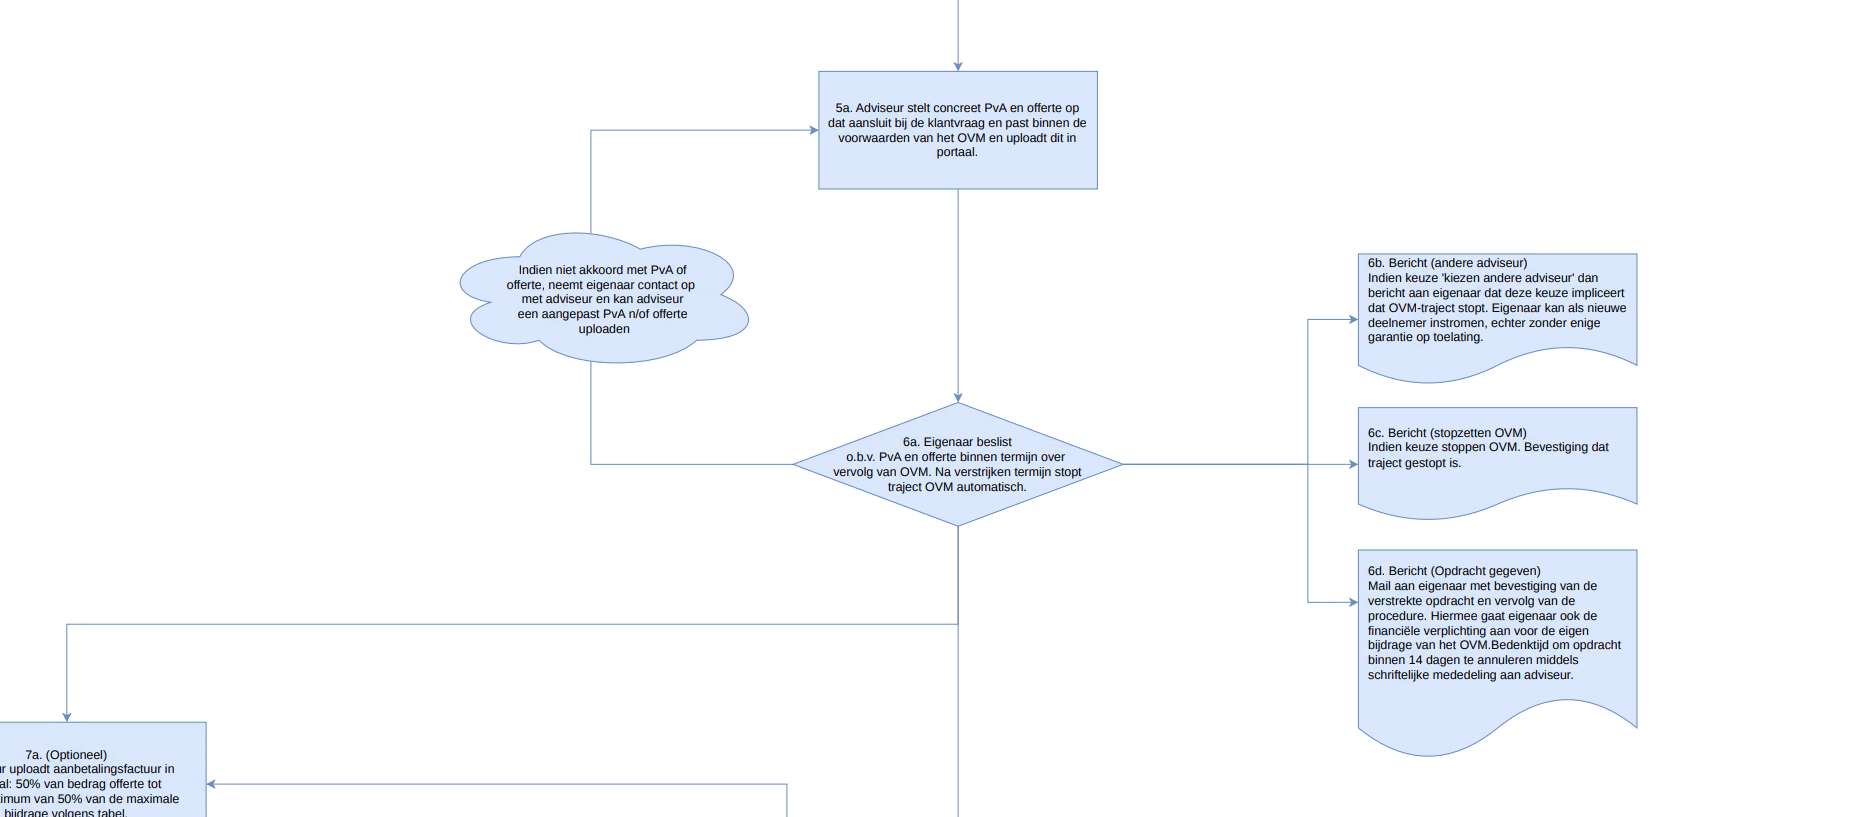 5a. Adviseur stelt concreet PvA en offerte op
dat aansluit bij de klantvraag en past binnen de
voorwaarden van het OVM en uploadt dit in
portaal.
Indien niet akkoord met PvA of
offerte, neemt eigenaar contact op
met adviseur en kan adviseur
een aangepast PvA n/of offerte
uploaden
6b. Bericht (andere adviseur)
Indien keuze 'kiezen andere adviseur' dan
bericht aan eigenaar dat deze keuze impliceert
dat OVM-traject stopt. Eigenaar kan als nieuwe
deelnemer instromen, echter zonder enige
garantie op toelating.
6a. Eigenaar beslist
o.b.v. PvA en offerte binnen termijn over
vervolg van OVM. Na verstrijken termijn stopt
traject OVM automatisch.
6c. Bericht (stopzetten OVM)
Indien keuze stoppen OVM. Bevestiging dat
traject gestopt is.
6d. Bericht (Opdracht gegeven)
Mail aan eigenaar met bevestiging van de
verstrekte opdracht en vervolg van de
procedure. Hiermee gaat eigenaar ook de
financiële verplichting aan voor de eigen
bijdrage van het OVM.Bedenktijd om opdracht
binnen 14 dagen te annuleren middels
schriftelijke mededeling aan adviseur.
7a. (Optioneel)
uploadt aanbetalingsfactuur in
50% van bedrag offerte tot
van 50% van de maximale
bijdrage volgens tabel.